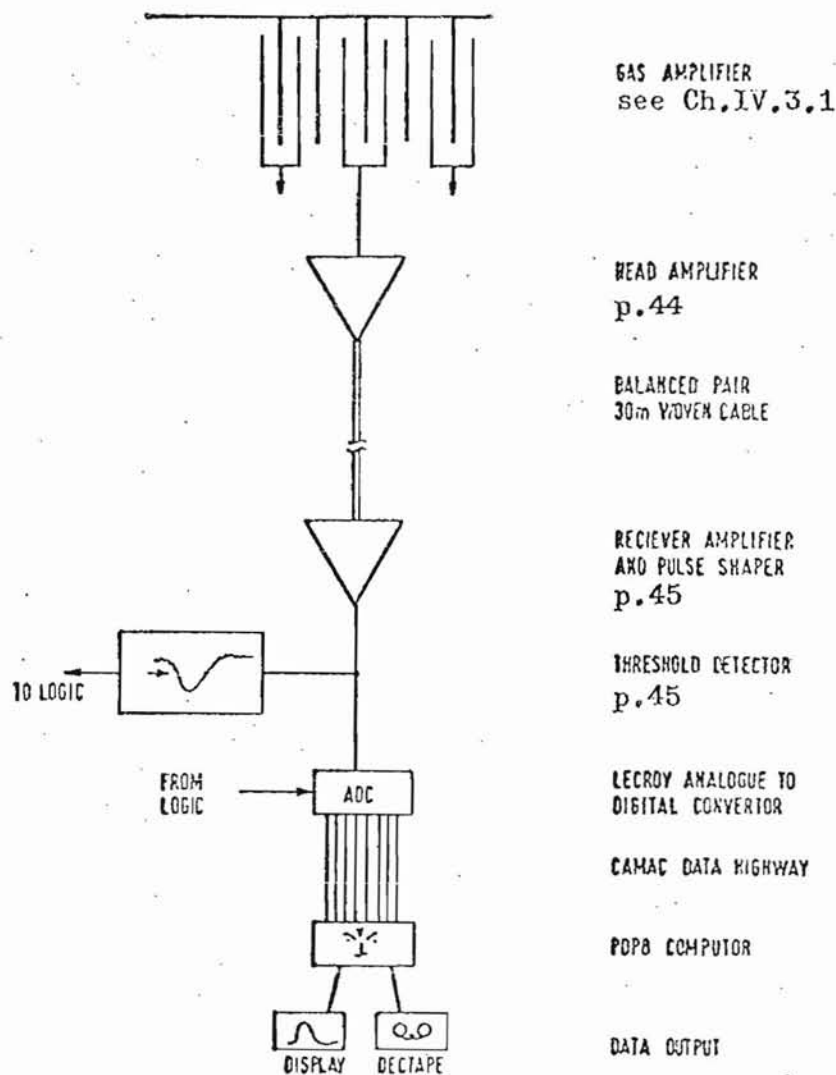 GAS AMPLIFIER
see Ch.IV.3.1
HEAD AMPLIFIER
p.44
BALANCED PAIR
30m WOVEN CABLE
RECIEVER AMPLIFIER
AND PULSE SHAPER
p.45
TO LOGIC
THRESHOLD DETECTOR
p.45
FROM
LOGIC
ADC
LECROY ANALOGUE TO
DIGITAL CONVERTOR
CAMAC DATA HIGHWAY
PDP8 COMPUTOR
DISPLAY
DECTAPE
DATA OUTPUT